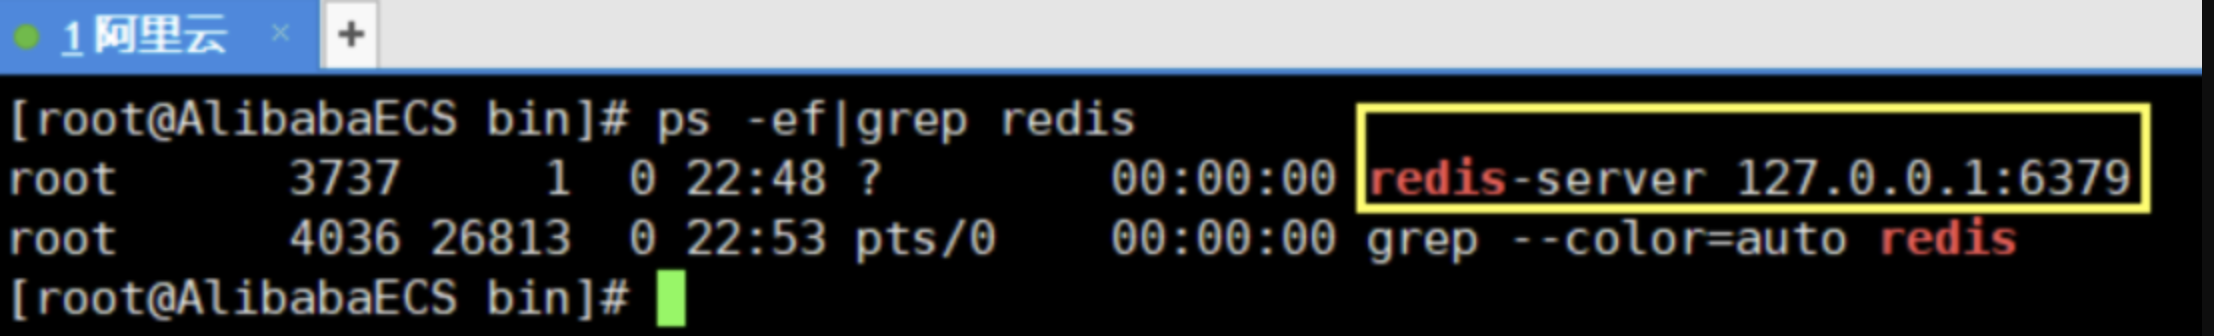 1 阿里云 × +
[root@AlibabaECS bin]# ps -ef|grep redis
root      3737     1  0 22:48 ?        00:00:00 redis-server 127.0.0.1:6379
root      4036 26813  0 22:53 pts/0    00:00:00 grep --color=auto redis
[root@AlibabaECS bin]#